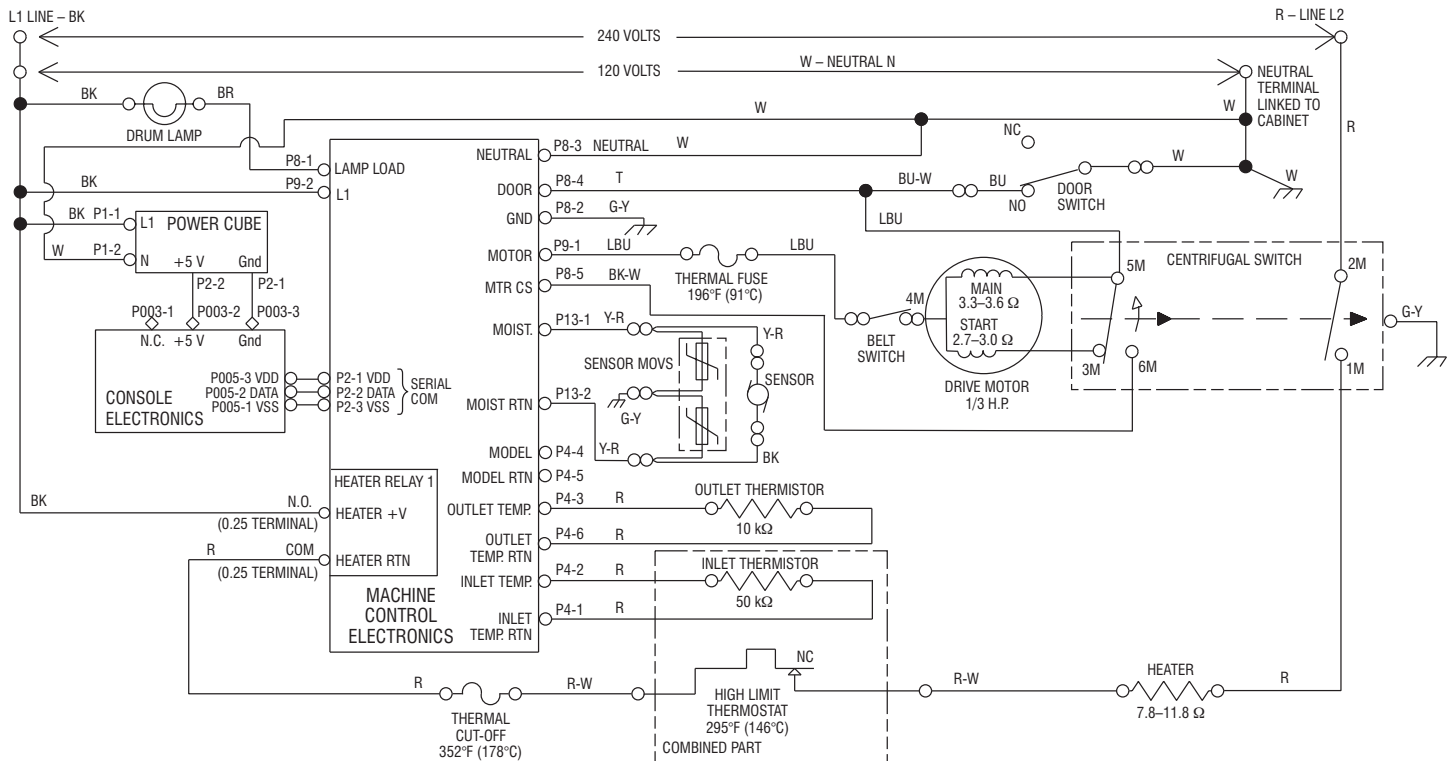 L1 LINE – BK
R – LINE L2
240 VOLTS
120 VOLTS
W – NEUTRAL N
NEUTRAL
TERMINAL
LINKED TO
CABINET
BK
BR
DRUM LAMP
W
W
R
NC
P8-1
LAMP LOAD
BK
P9-2
L1
NEUTRAL
P8-3
NEUTRAL
W
DOOR
P8-4
T
BU-W
BU
NO
DOOR
SWITCH
W
W
GND
P8-2
G-Y
LBU
BK
P1-1
L1
POWER CUBE
W
P1-2
N
+5 V
Gnd
P2-2
P2-1
MOTOR
P9-1
LBU
THERMAL FUSE
196°F (91°C)
LBU
MTR CS
P8-5
BK-W
CENTRIFUGAL SWITCH
5M
2M
4M
MAIN
3.3–3.6 Ω
START
2.7–3.0 Ω
BELT
SWITCH
DRIVE MOTOR
1/3 H.P.
3M
6M
1M
G-Y
P003-1
P003-2
P003-3
N.C.
+5 V
Gnd
P005-3 VDD
P005-2 DATA
P005-1 VSS
CONSOLE
ELECTRONICS
P2-1 VDD
P2-2 DATA
P2-3 VSS
SERIAL
COM
MOIST.
P13-1
Y-R
Y-R
SENSOR MOVS
SENSOR
MOIST RTN
P13-2
G-Y
Y-R
BK
MODEL
P4-4
MODEL RTN
P4-5
HEATER RELAY 1
BK
N.O.
(0.25 TERMINAL)
HEATER +V
R
COM
(0.25 TERMINAL)
HEATER RTN
MACHINE
CONTROL
ELECTRONICS
OUTLET TEMP.
P4-3
R
OUTLET THERMISTOR
10 kΩ
OUTLET
TEMP. RTN
P4-6
R
INLET TEMP.
P4-2
R
INLET THERMISTOR
50 kΩ
INLET
TEMP. RTN
P4-1
R
R
THERMAL
CUT-OFF
352°F (178°C)
R-W
NC
HIGH LIMIT
THERMOSTAT
295°F (146°C)
COMBINED PART
R-W
HEATER
7.8–11.8 Ω
R